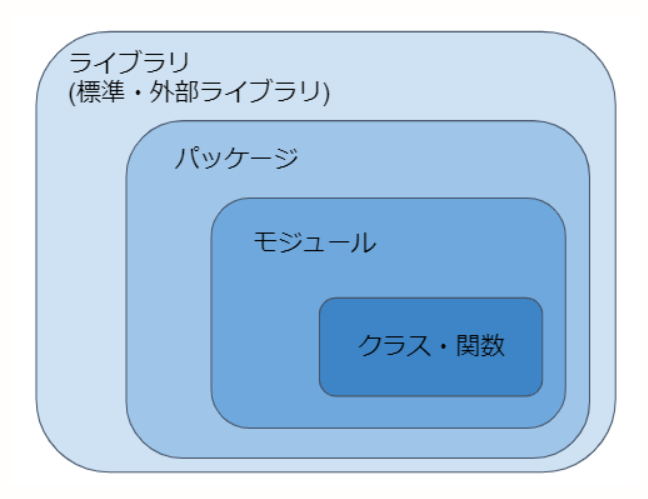 ライブラリ
(標準・外部ライブラリ)
パッケージ
モジュール
クラス・関数